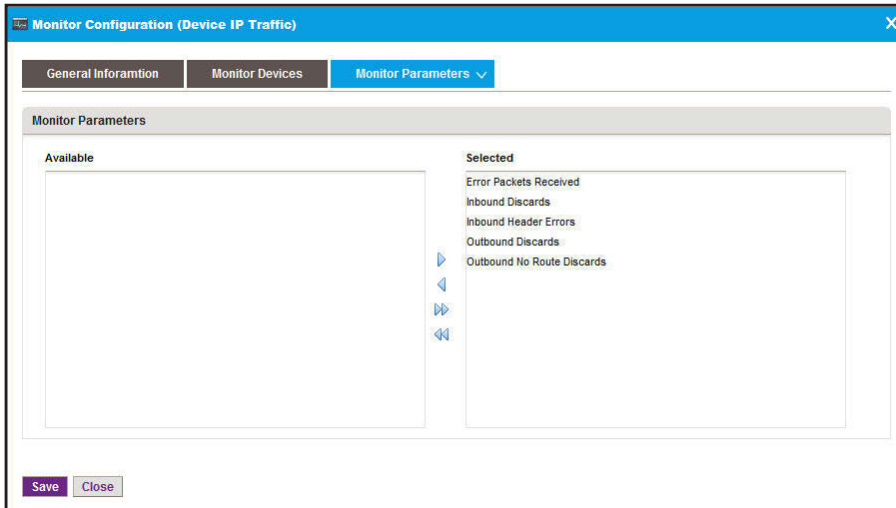 Monitor Configuration (Device IP Traffic)
X
General Inforamtion
Monitor Devices
Monitor Parameters
Monitor Parameters
Available
Selected
Error Packets Received
Inbound Discards
Inbound Header Errors
Outbound Discards
Outbound No Route Discards
Save
Close